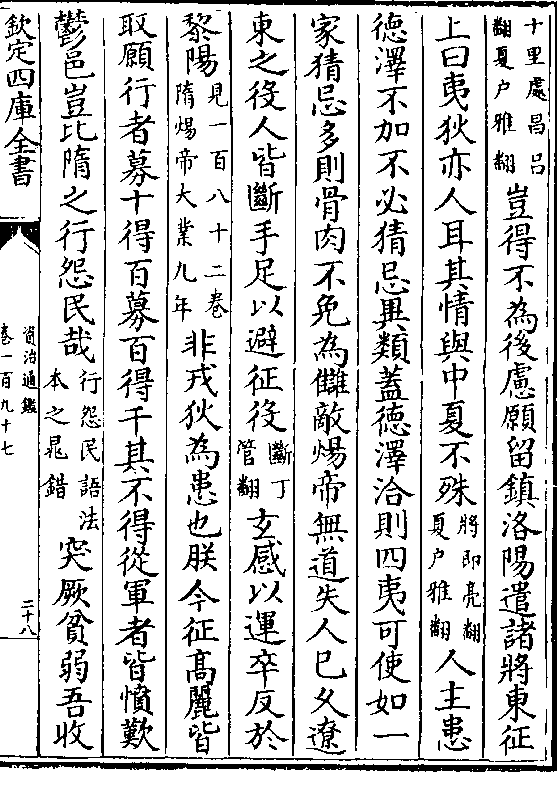 十里處昌呂
翻夏户雅翻
豈得不為後慮願留鎮洛陽遣諸將東征
上曰夷狄亦人耳其情與中夏不殊
將即亮翻
夏户雅翻
人主患
德澤不加不必猜忌異類蓋德澤洽則四夷可使如一
家猜忌多則骨肉不免為讎敵煬帝無道失人已久遼
東之役人皆斷手足以避征役
斷丁
管翻
玄感以運卒反於
黎陽
見一百八十二卷
隋煬帝大業九年
非戎狄為患也朕今征高麗皆
取願行者募十得百募百得千其不得從軍者皆憤歎
鬱邑豈比隋之行怨民哉
行怨民語法
本之晁錯
突厥貧弱吾收
欽定四庫全書
資治通鑑
卷一百九十七
二十八